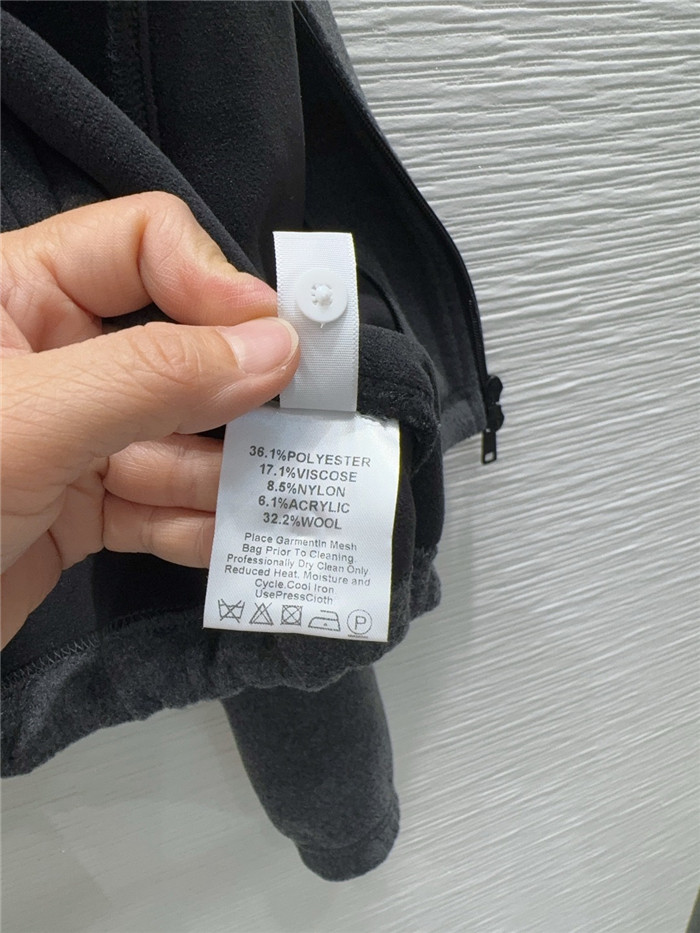 36.1%POLYESTER
17.1%VISCOSE
8.5%NYLON
6.1%ACRYLIC
32.2%WOOL
Place GarmentIn Mesh
Bag Prior To Cleaning
Professionally Dry Clean Only
Reduced Heat, Moisture and
Cycle.Cool Iron
UsePressCloth
P